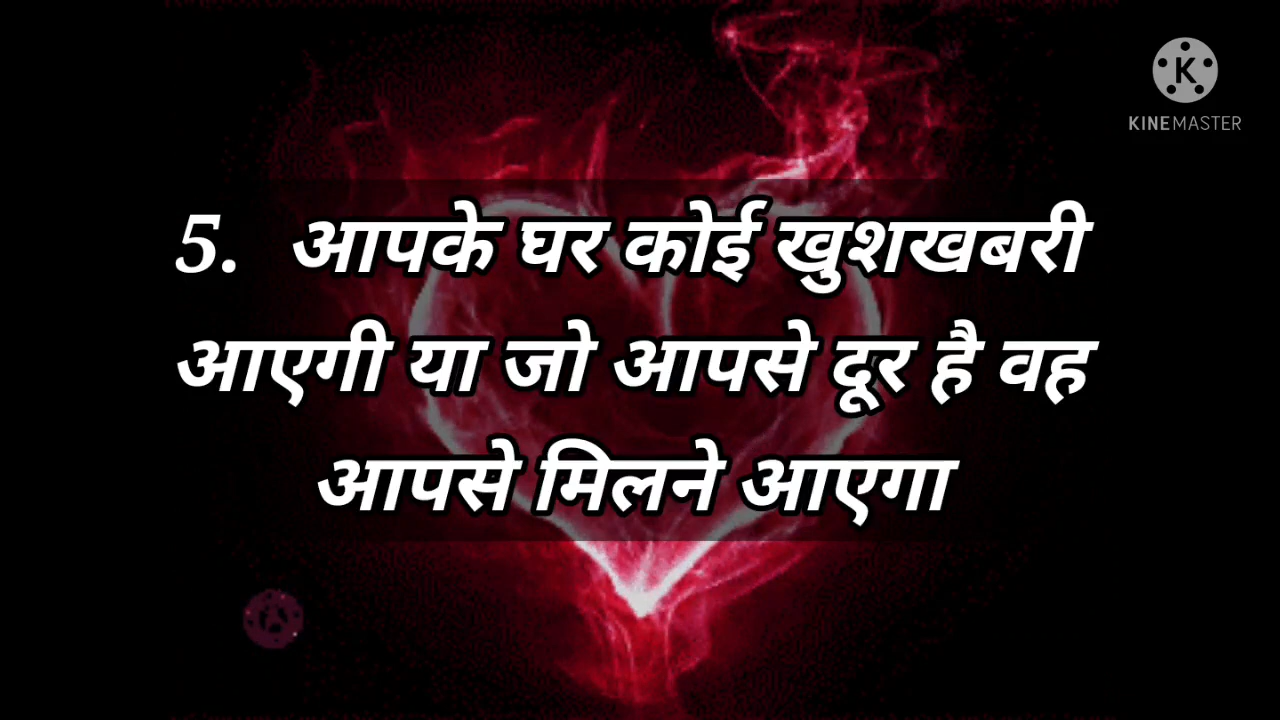 K
KINEMASTER
5. आपके घर कोई खुशखबरी
आएगी या जो आपसे दूर है वह
आपसे मिलने आएगा